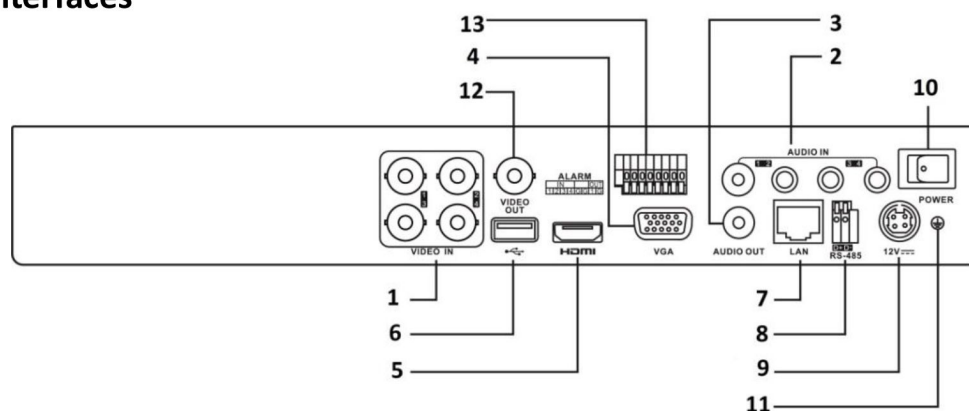 nterfaces
13
3
4
2
12
10
AUDIO IN
1 2
3 4
ALARM
IN OUT
VIDEO
OUT
POWER
VIDEO IN
HDMI
VGA
AUDIO OUT
LAN
D+ D-
RS-485
12V
1
7
6
8
5
9
11